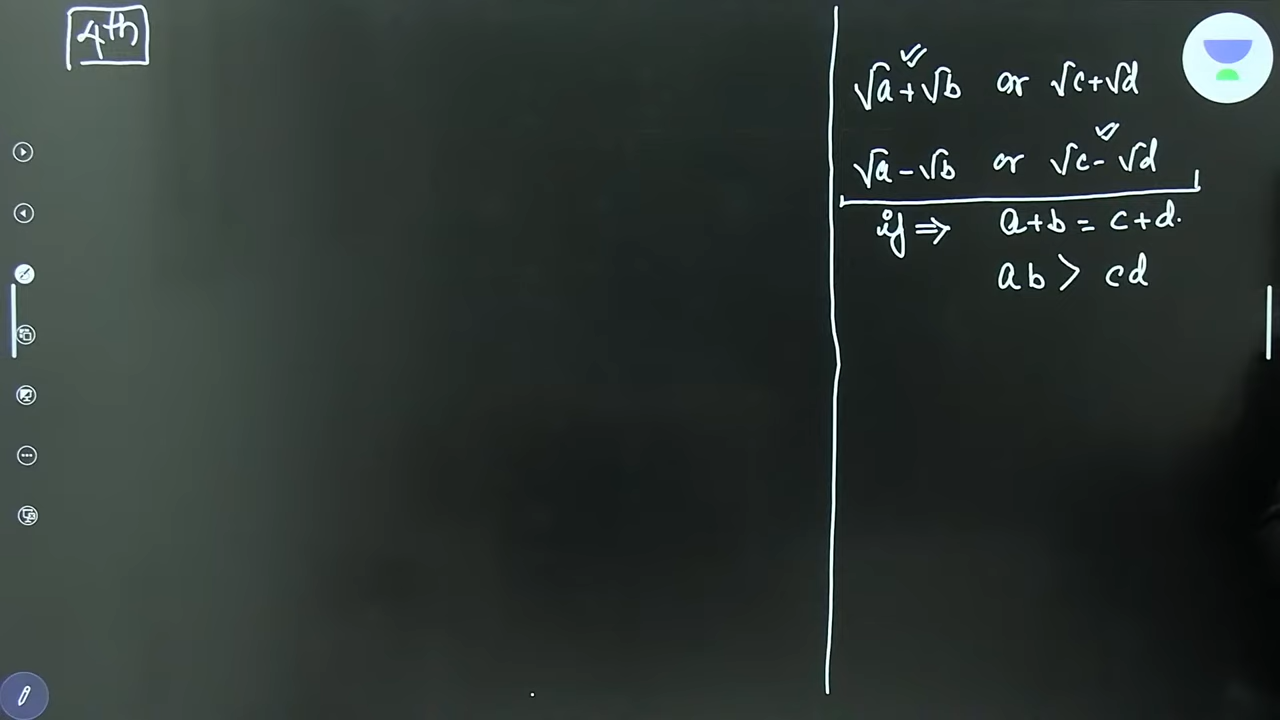 4th
√a + √b or √c + √d
√a - √b or √c - √d
if ⇒ a + b = c + d.
ab > cd